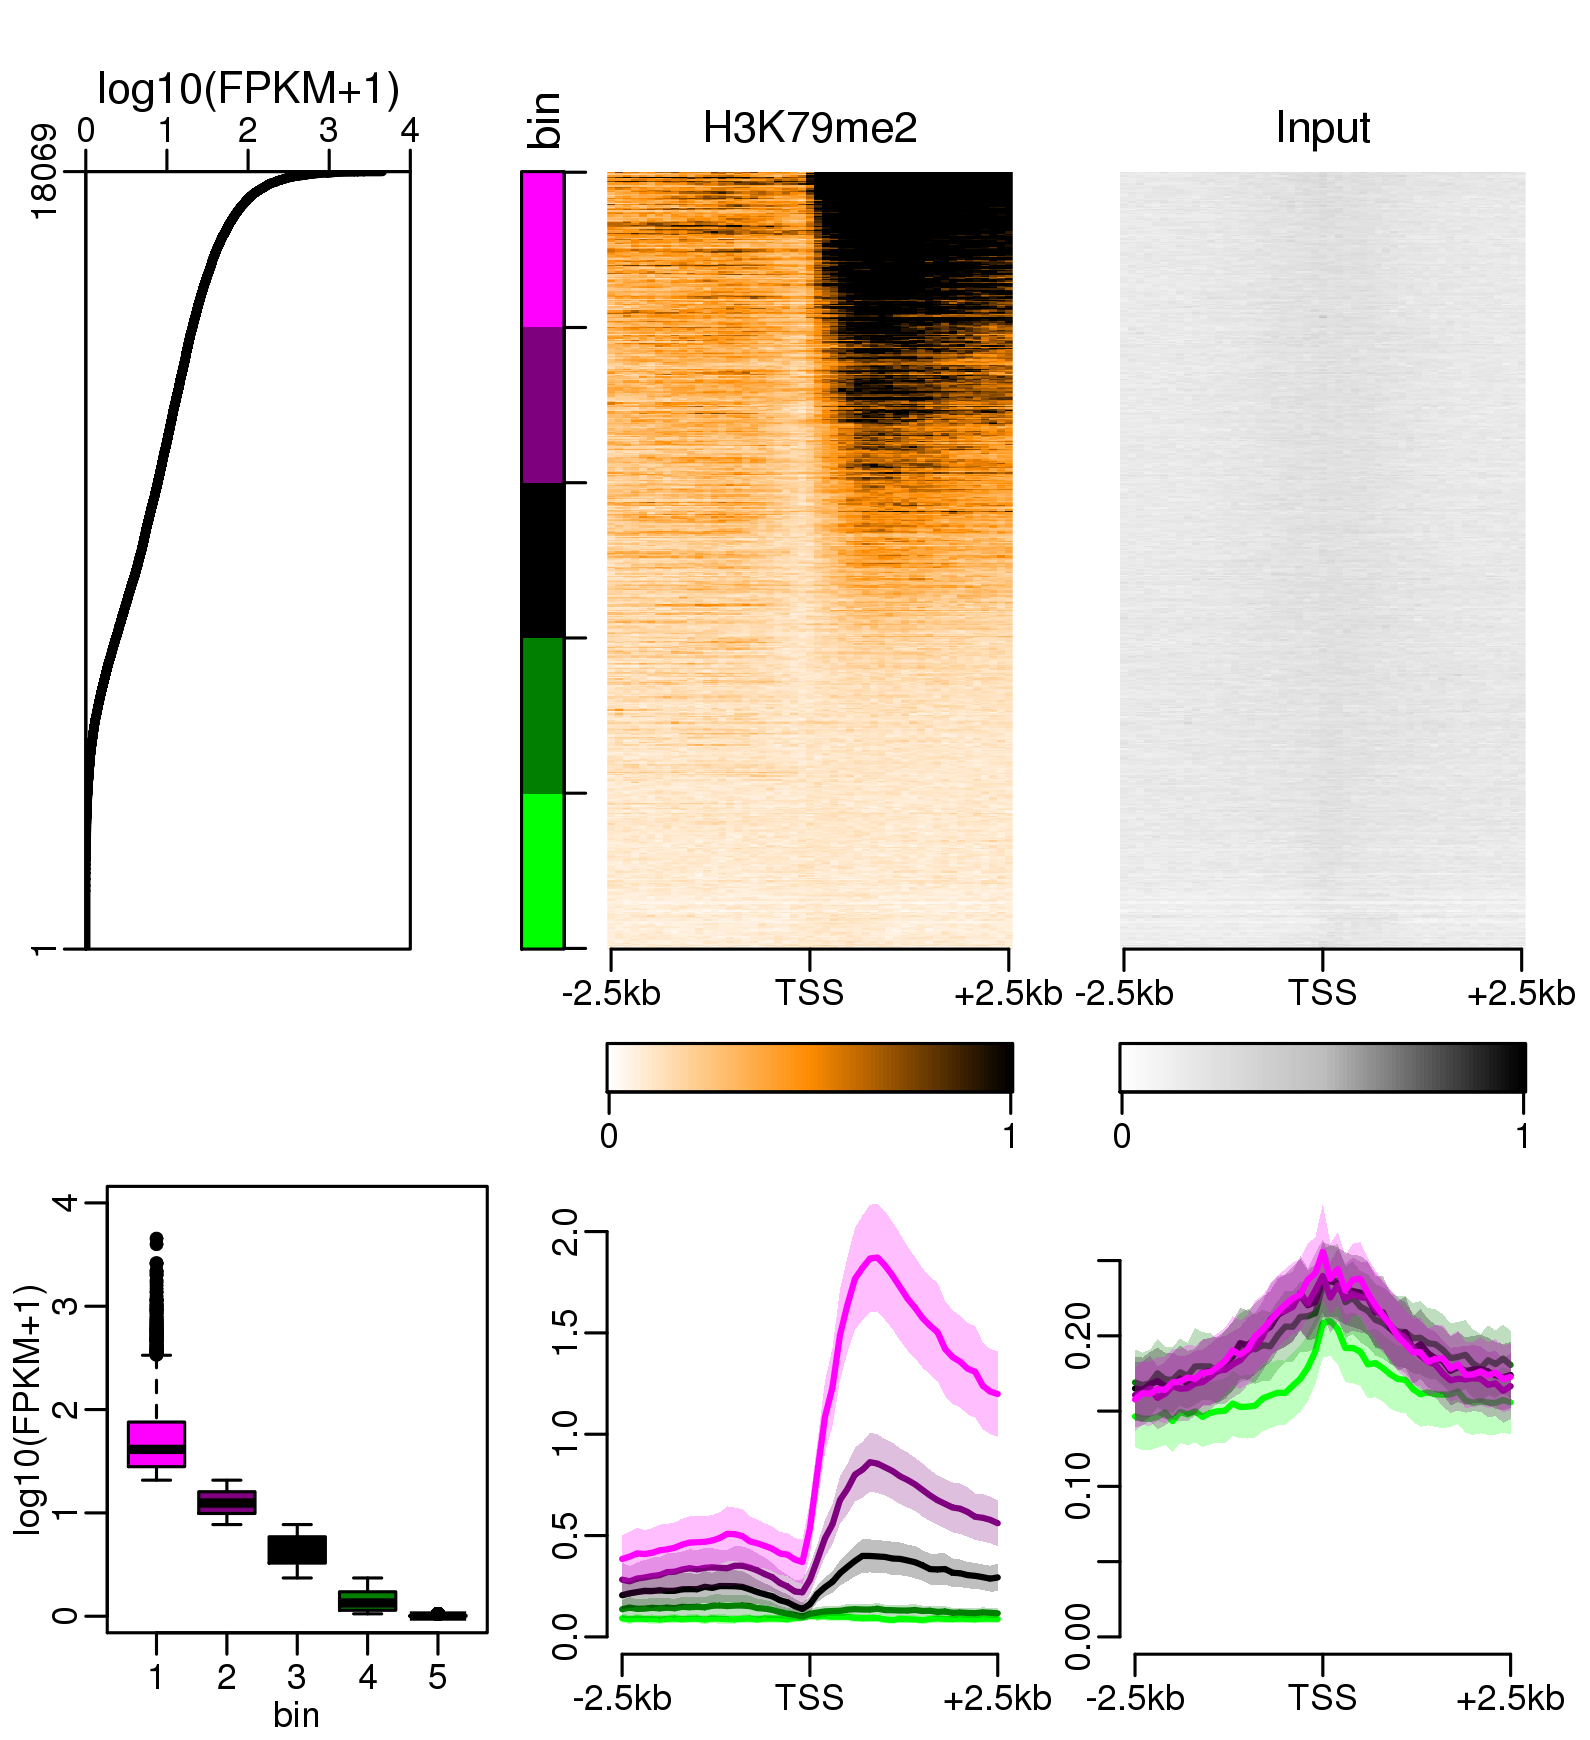 log10(FPKM+1)
0 1 2 3 4
18069
1
bin
H3K79me2
Input
-2.5kb TSS +2.5kb
-2.5kb TSS +2.5kb
0 1
0 1
log10(FPKM+1)
4
3
2
1
0
1 2 3 4 5
bin
2.0
1.5
1.0
0.5
0.0
-2.5kb TSS +2.5kb
0.20
0.10
0.00
-2.5kb TSS +2.5kb